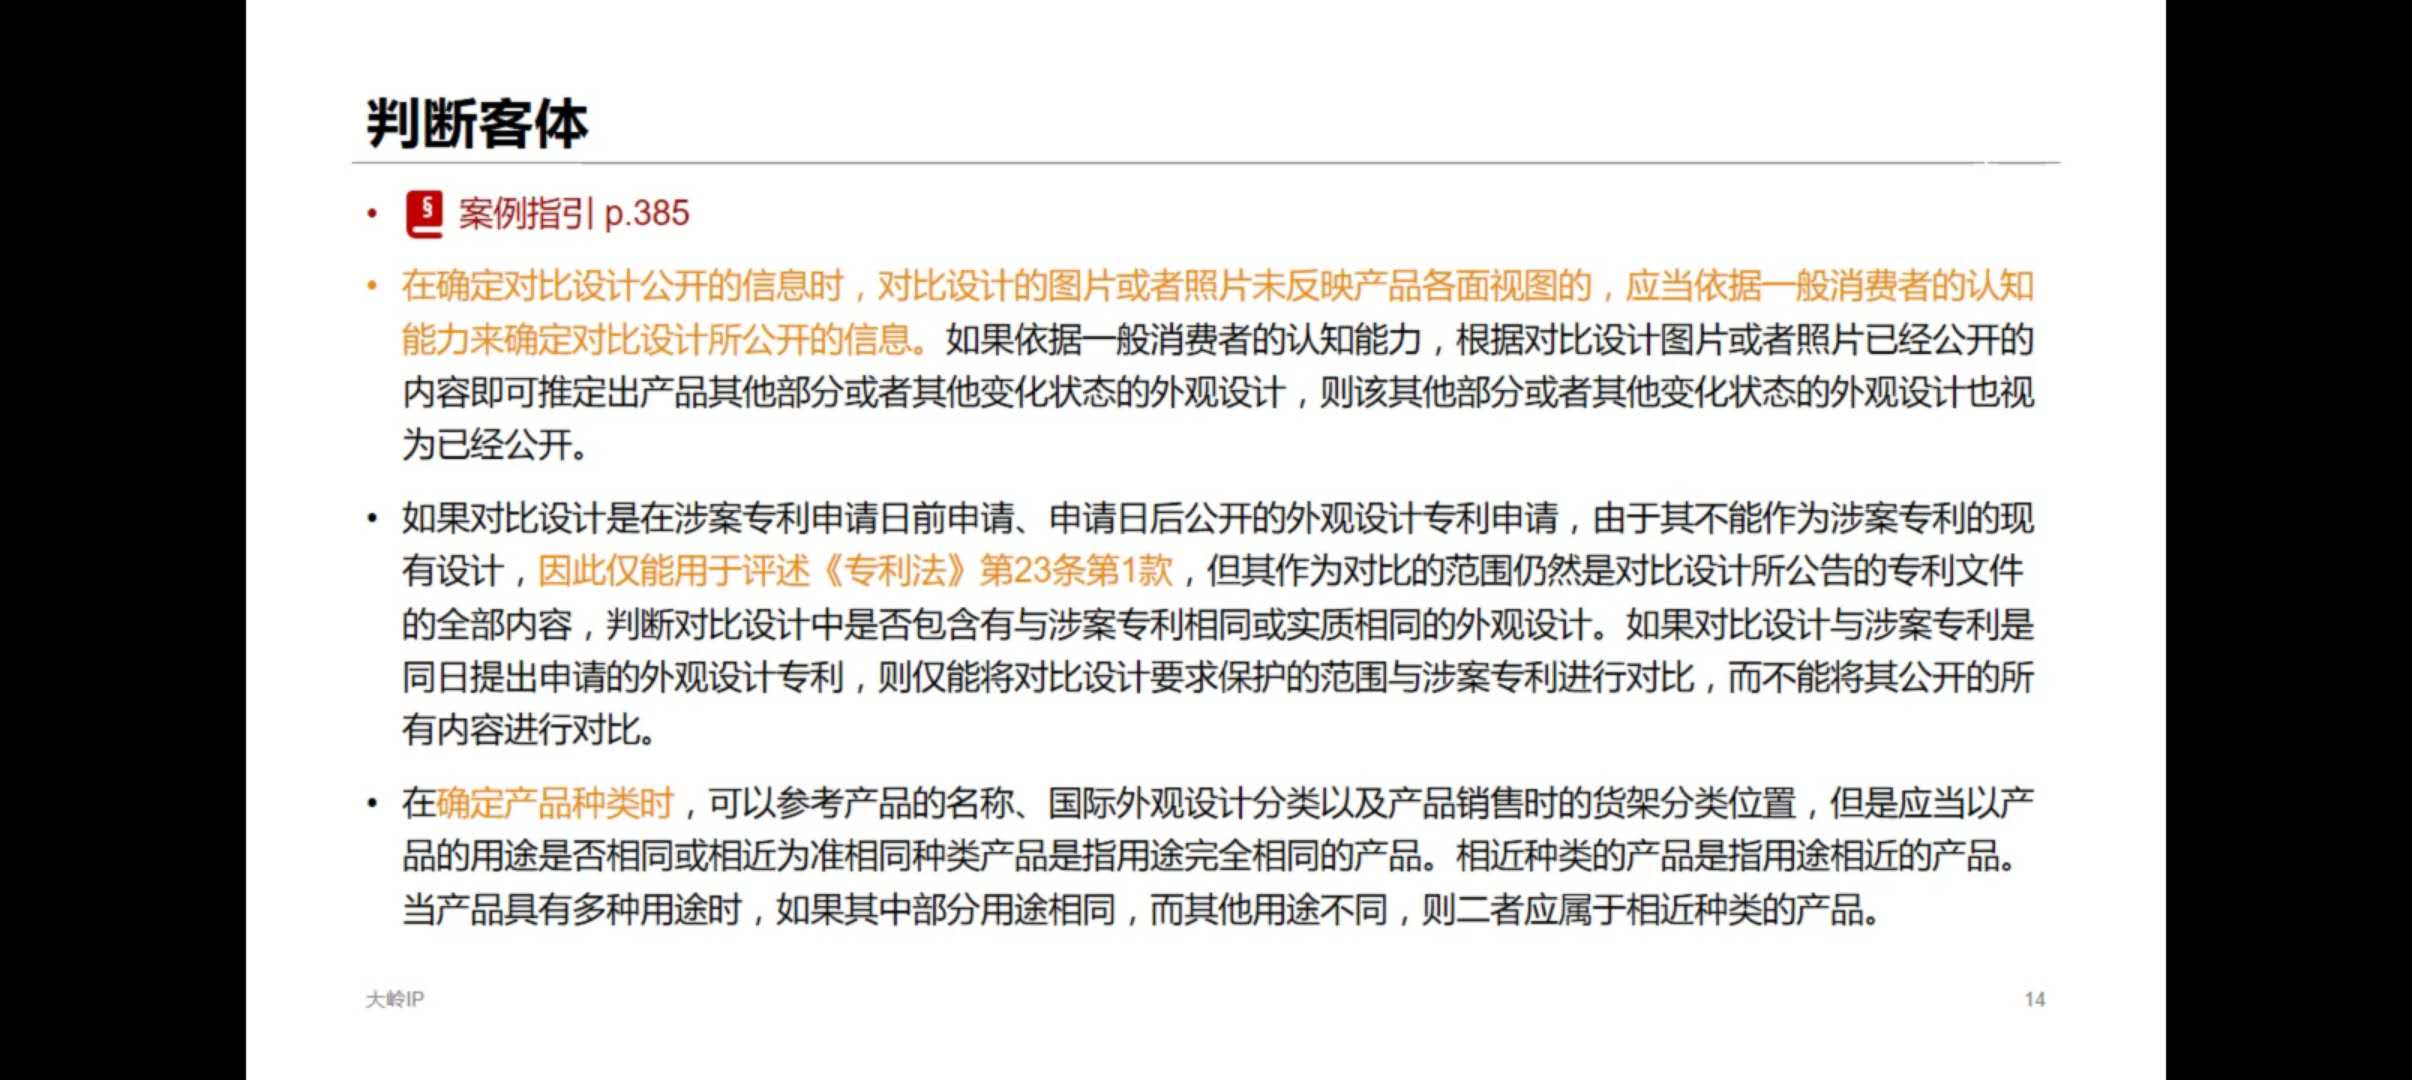 判断客体
• § 案例指引 p.385
• 在确定对比设计公开的信息时，对比设计的图片或者照片未反映产品各面视图的，应当依据一般消费者的认知
能力来确定对比设计所公开的信息。如果依据一般消费者的认知能力，根据对比设计图片或者照片已经公开的
内容即可推定出产品其他部分或者其他变化状态的外观设计，则该其他部分或者其他变化状态的外观设计也视
为已经公开。
• 如果对比设计是在涉案专利申请日前申请、申请日后公开的外观设计专利申请，由于其不能作为涉案专利的现
有设计，因此仅能用于评述《专利法》第23条第1款，但其作为对比的范围仍然是对比设计所公告的专利文件
的全部内容，判断对比设计中是否包含有与涉案专利相同或实质相同的外观设计。如果对比设计与涉案专利是
同日提出申请的外观设计专利，则仅能将对比设计要求保护的范围与涉案专利进行对比，而不能将其公开的所
有内容进行对比。
• 在确定产品种类时，可以参考产品的名称、国际外观设计分类以及产品销售时的货架分类位置，但是应当以产
品的用途是否相同或相近为准相同种类产品是指用途完全相同的产品。相近种类的产品是指用途相近的产品。
当产品具有多种用途时，如果其中部分用途相同，而其他用途不同，则二者应属于相近种类的产品。
大岭IP
14